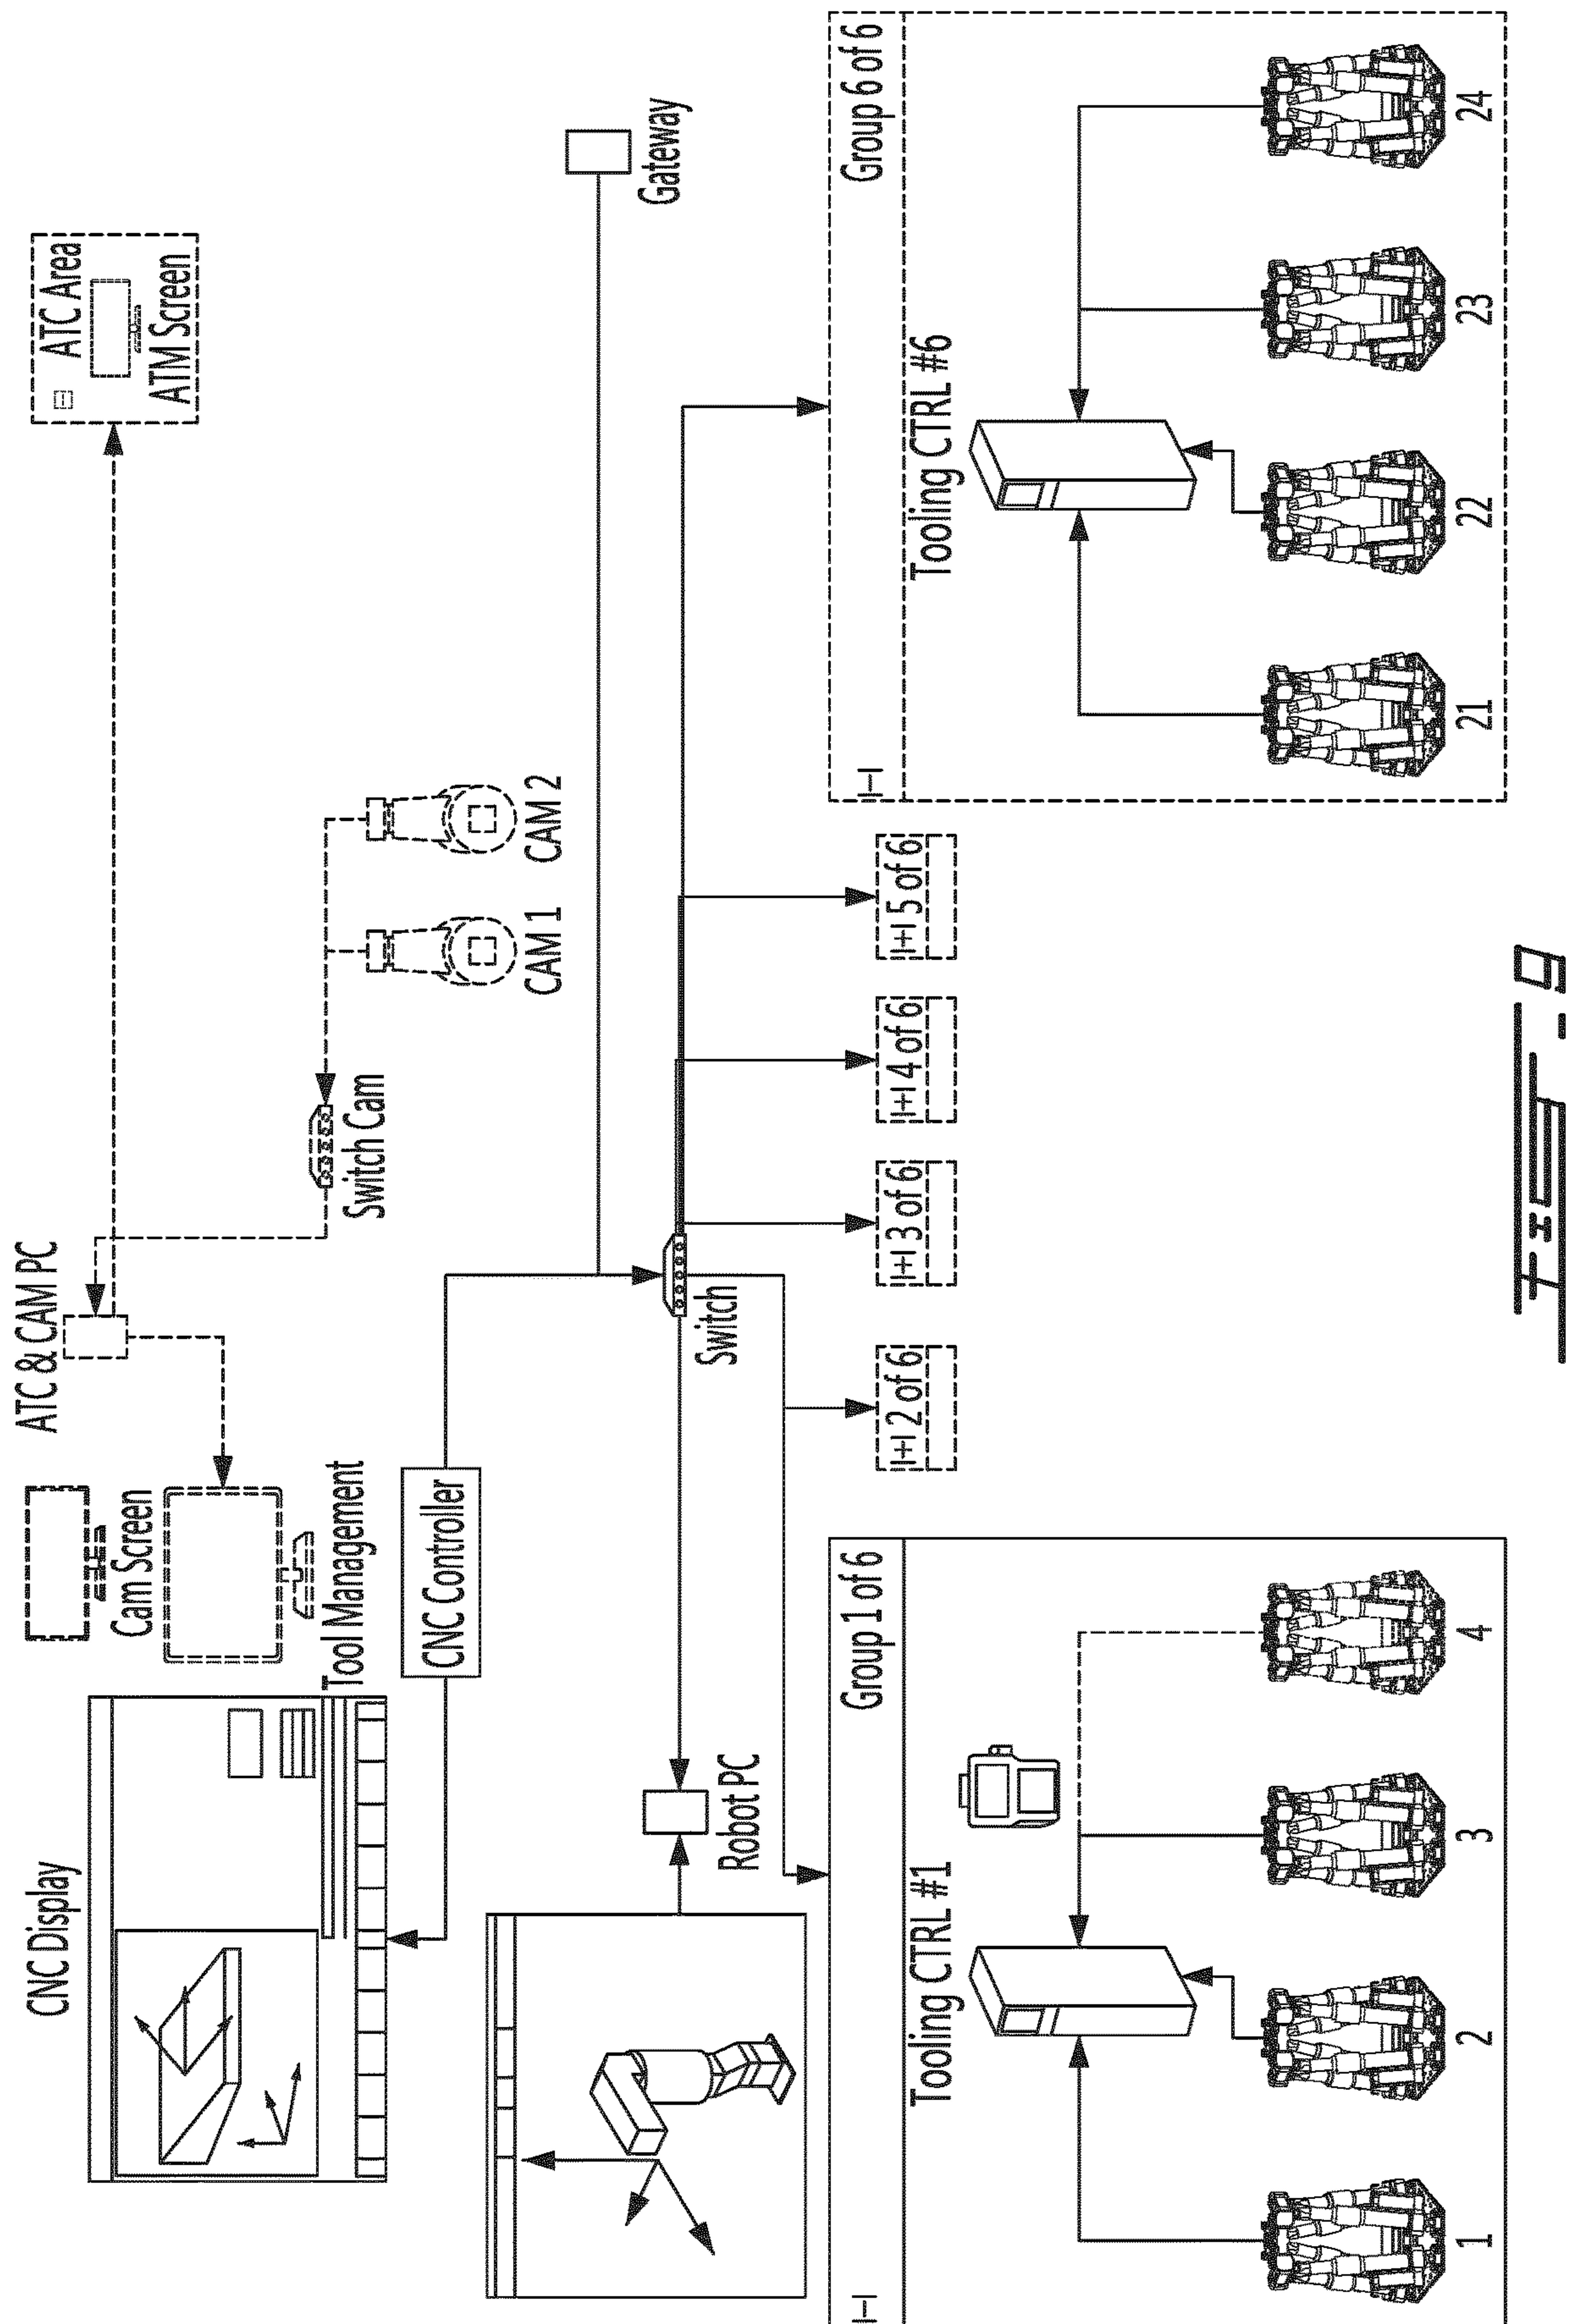 CNC Display
Cam Screen
Tool Management
ATC & CAM PC
Switch Cam
CAM 1
CAM 2
ATC Area
ATM Screen
CNC Controller
Gateway
Robot PC
Switch
Group 1 of 6
Tooling CTRL #1
1
2
3
4
2 of 6
3 of 6
4 of 6
5 of 6
Group 6 of 6
Tooling CTRL #6
21
22
23
24
FIG - 9